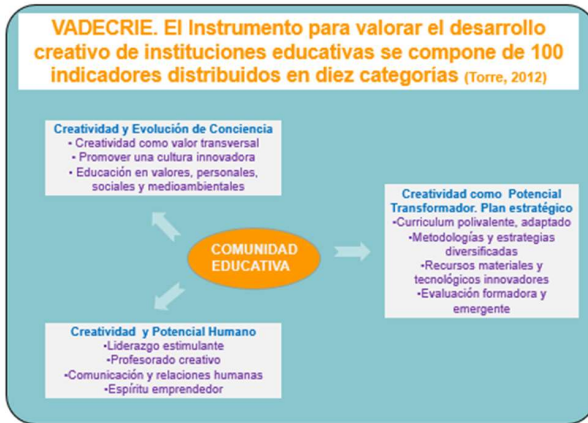 VADECRIE. El Instrumento para valorar el desarrollo
creativo de instituciones educativas se compone de 100
indicadores distribuidos en diez categorías (Torre, 2012)
Creatividad y Evolución de Conciencia
• Creatividad como valor transversal
• Promover una cultura innovadora
• Educación en valores, personales,
sociales y medioambientales
Creatividad como Potencial
Transformador. Plan estratégico
•Curriculum polivalente, adaptado
•Metodologías y estrategias
diversificadas
•Recursos materiales y
tecnológicos innovadores
•Evaluación formadora y
emergente
COMUNIDAD
EDUCATIVA
Creatividad y Potencial Humano
•Liderazgo estimulante
•Profesorado creativo
•Comunicación y relaciones humanas
•Espíritu emprendedor